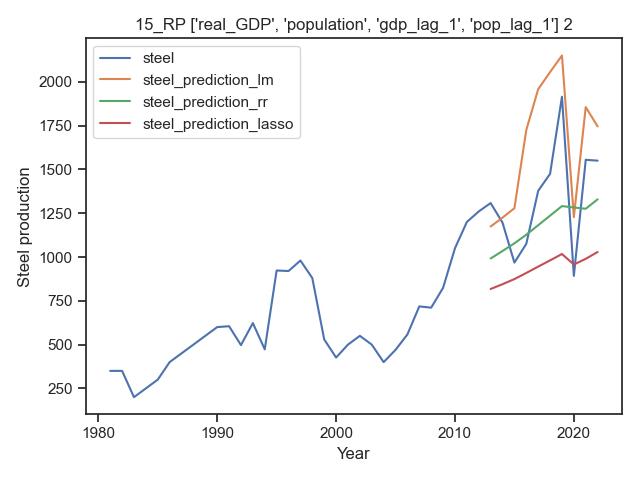 15_RP ['real_GDP', 'population', 'gdp_lag_1', 'pop_lag_1'] 2
steel
steel_prediction_lm
steel_prediction_rr
steel_prediction_lasso
Steel production
2000
1750
1500
1250
1000
750
500
250
1980 1990 2000 2010 2020
Year